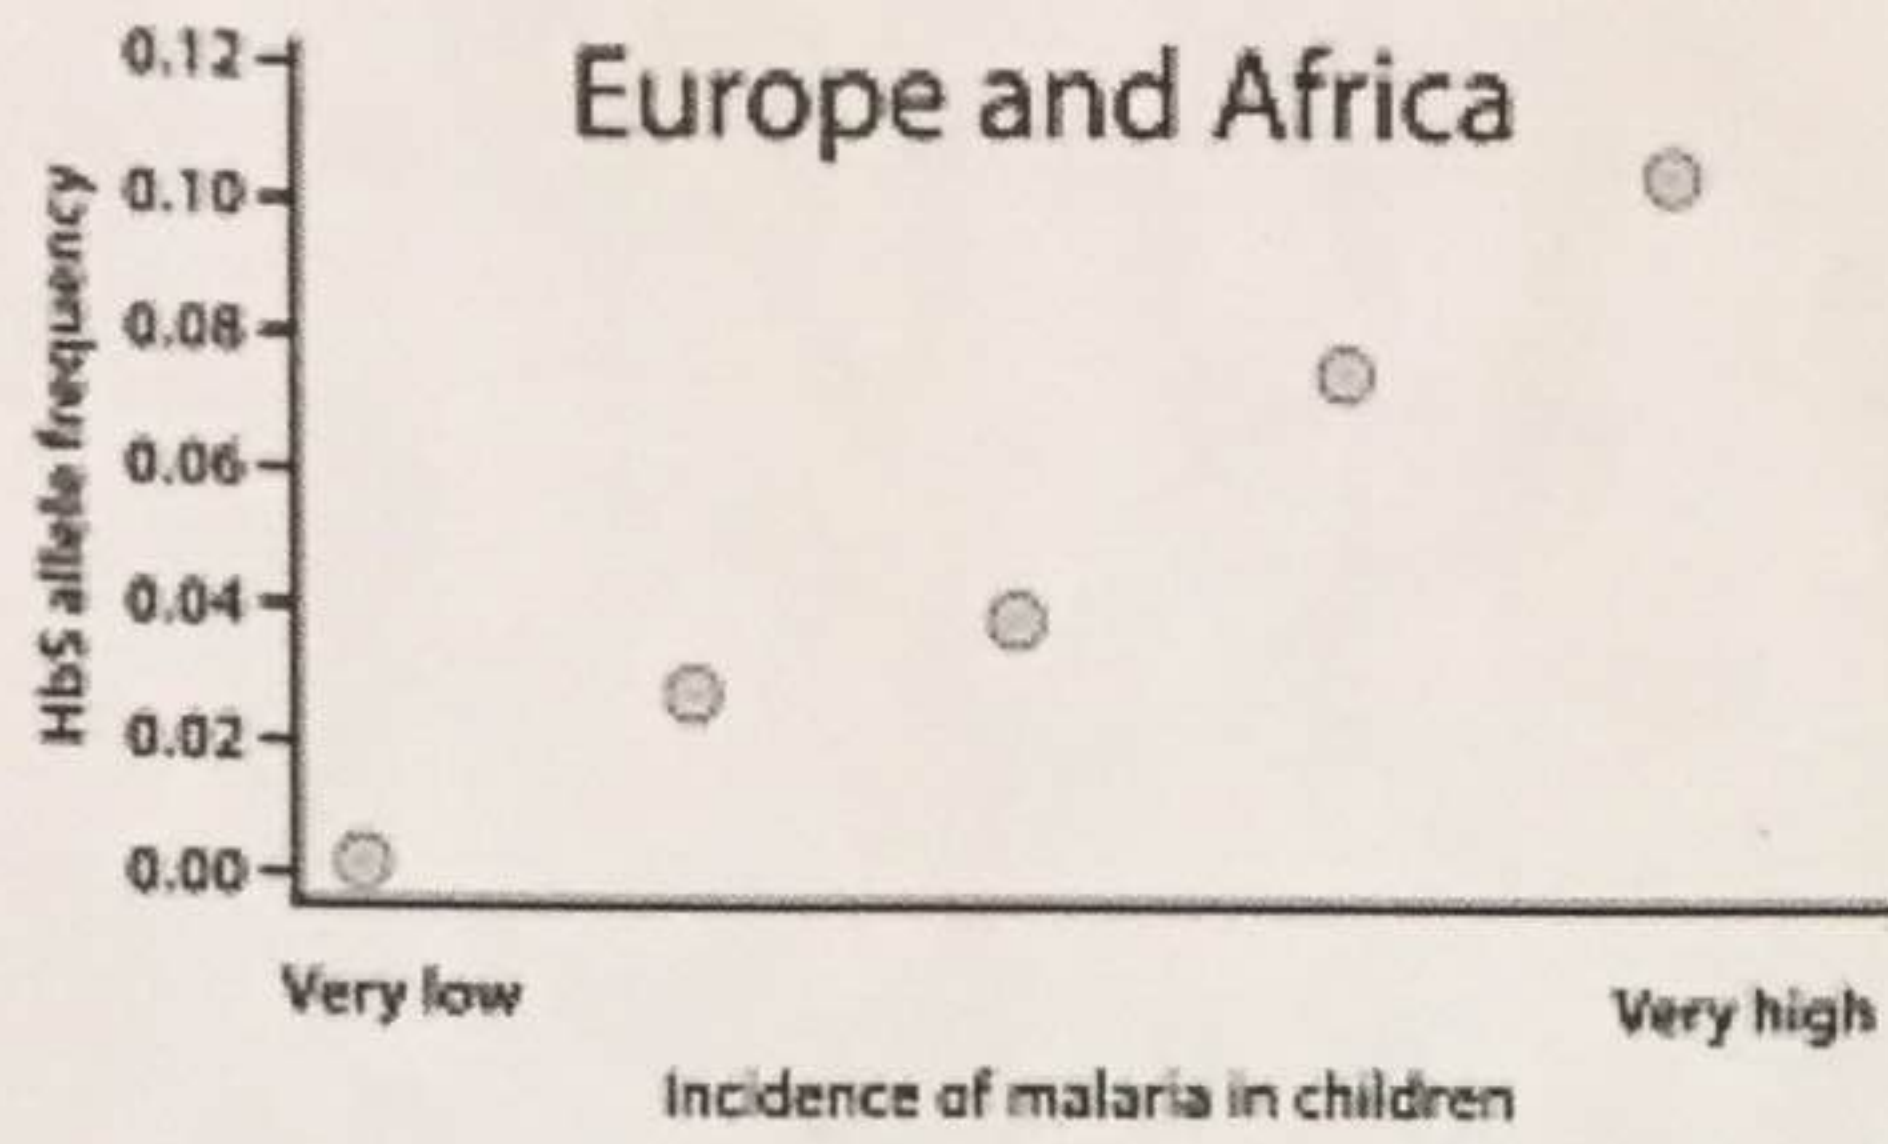 Europe and Africa
HbS allele frequency
0.12
0.10
0.08
0.06
0.04
0.02
0.00
Very low
Very high
Incidence of malaria in children